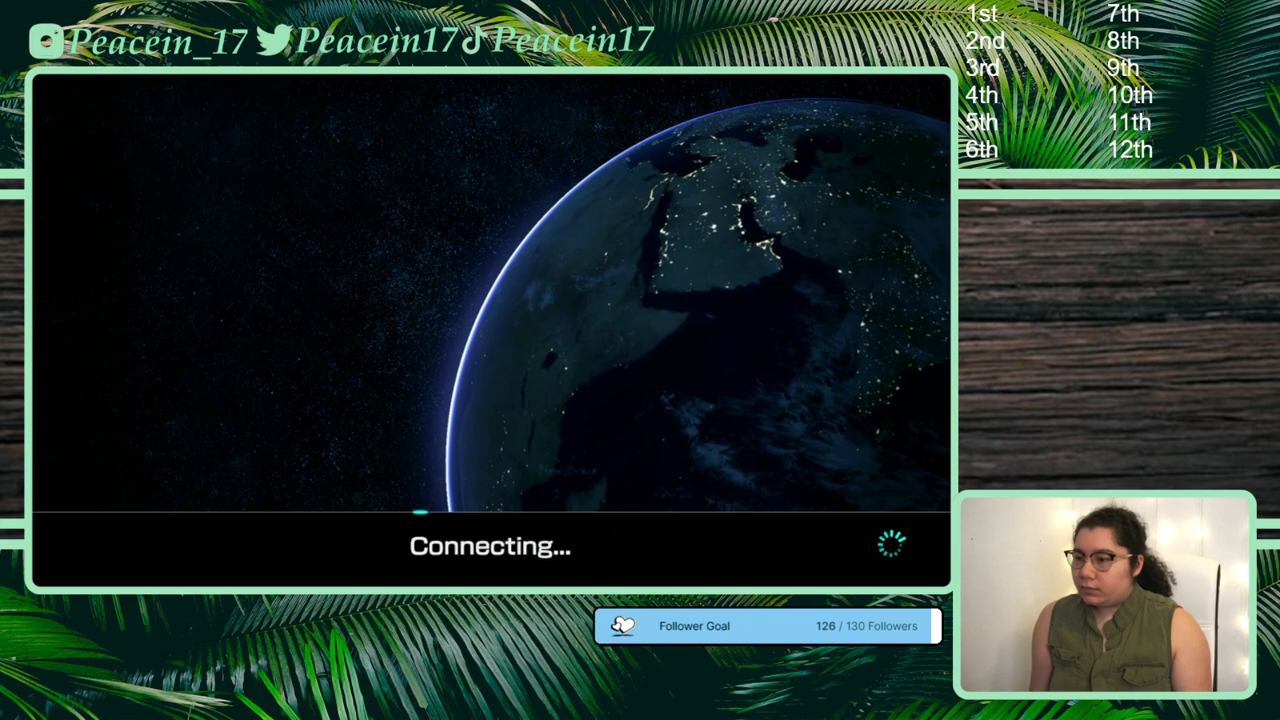 Peacein_17 Peacein17 Peacein17
1st
2nd
3rd
4th
5th
6th
7th
8th
9th
10th
11th
12th
Connecting...
Follower Goal 126 / 130 Followers